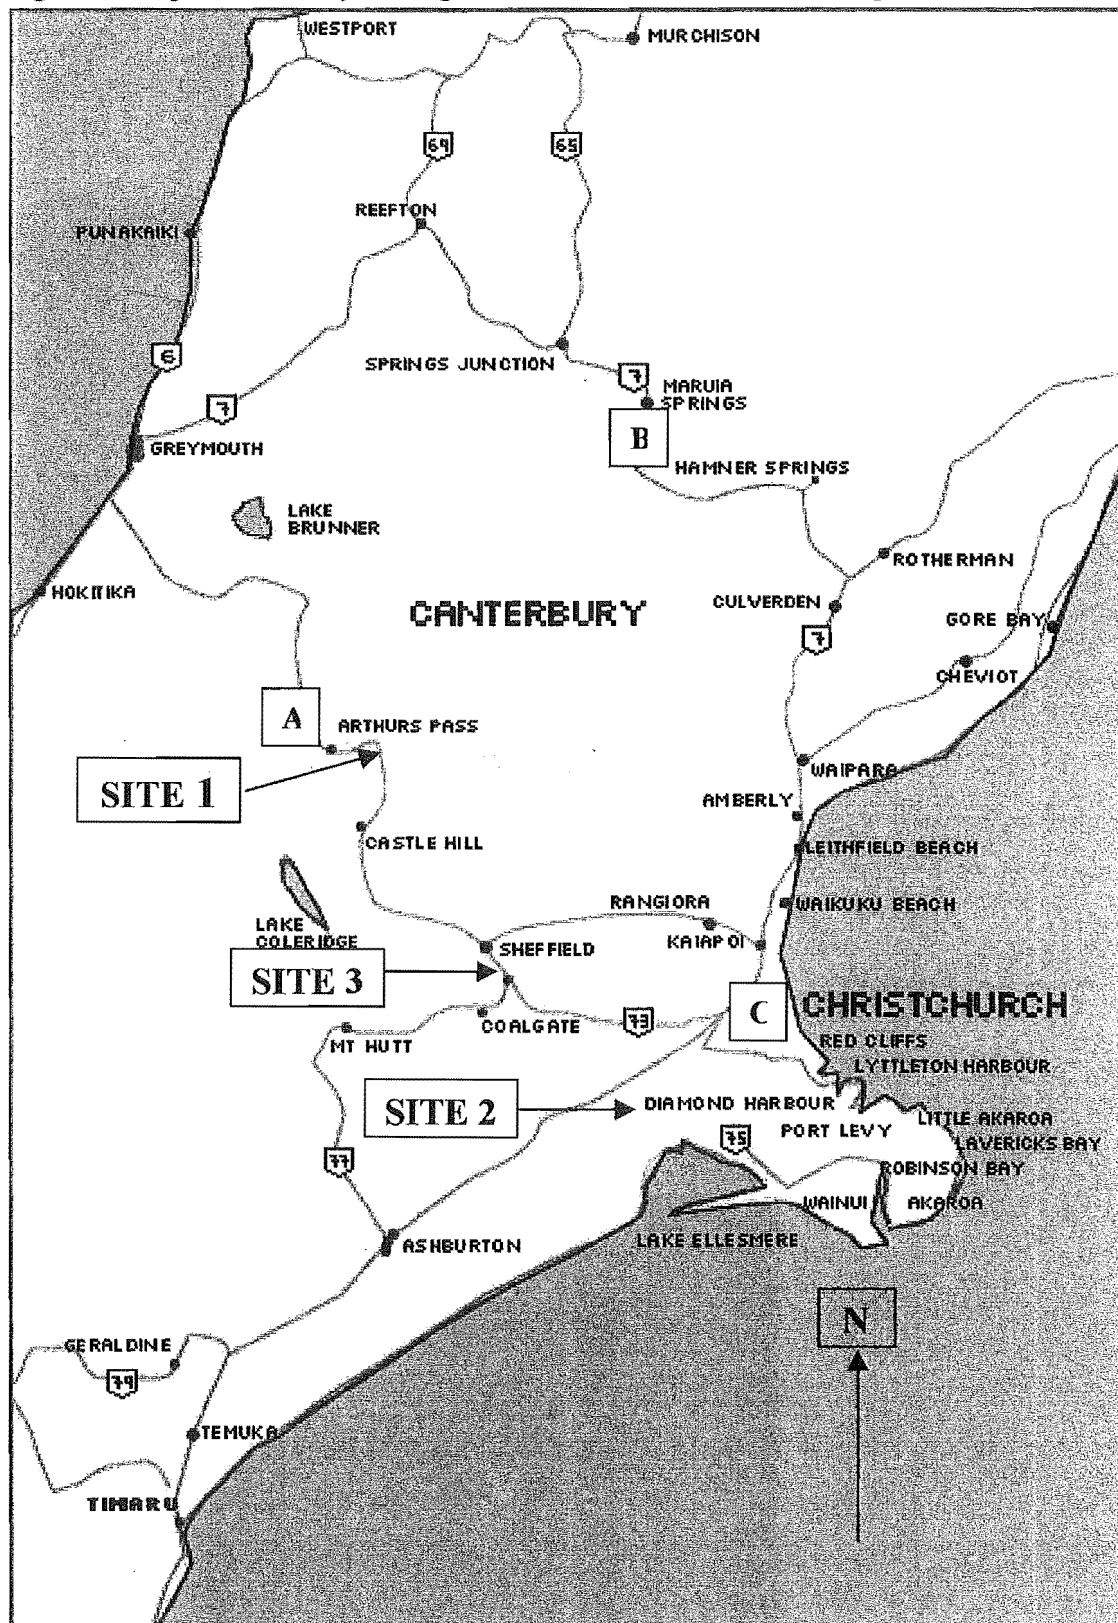 WESTPORT
MURCHISON
69
65
REEFTON
PUNAKAIKI
6
SPRINGS JUNCTION
7
MARUIA
SPRINGS
7
B
GREYMOUTH
HAMNER SPRINGS
LAKE
BRUNNER
ROTHERMAN
HOKITIKA
CANTERBURY
CULVERDEN
GORE BAY
7
CHEVIOT
A
ARTHURS PASS
WAIPARA
SITE 1
AMBERLY
CASTLE HILL
LEITHFIELD BEACH
RANGIORA
WAIKUKU BEACH
LAKE
COLERIDGE
SHEFFIELD
KAIAPOI
SITE 3
C
CHRISTCHURCH
COALGATE
73
MT HUTT
RED CLIFFS
LYTTLETON HARBOUR
SITE 2
DIAMOND HARBOUR
LITTLE AKAROA
75
PORT LEVY
LAVERICKS BAY
77
ROBINSON BAY
WAINUI
AKAROA
LAKE ELLESMERE
ASHBURTON
N
GERALDINE
79
TEMUKA
TIMARU